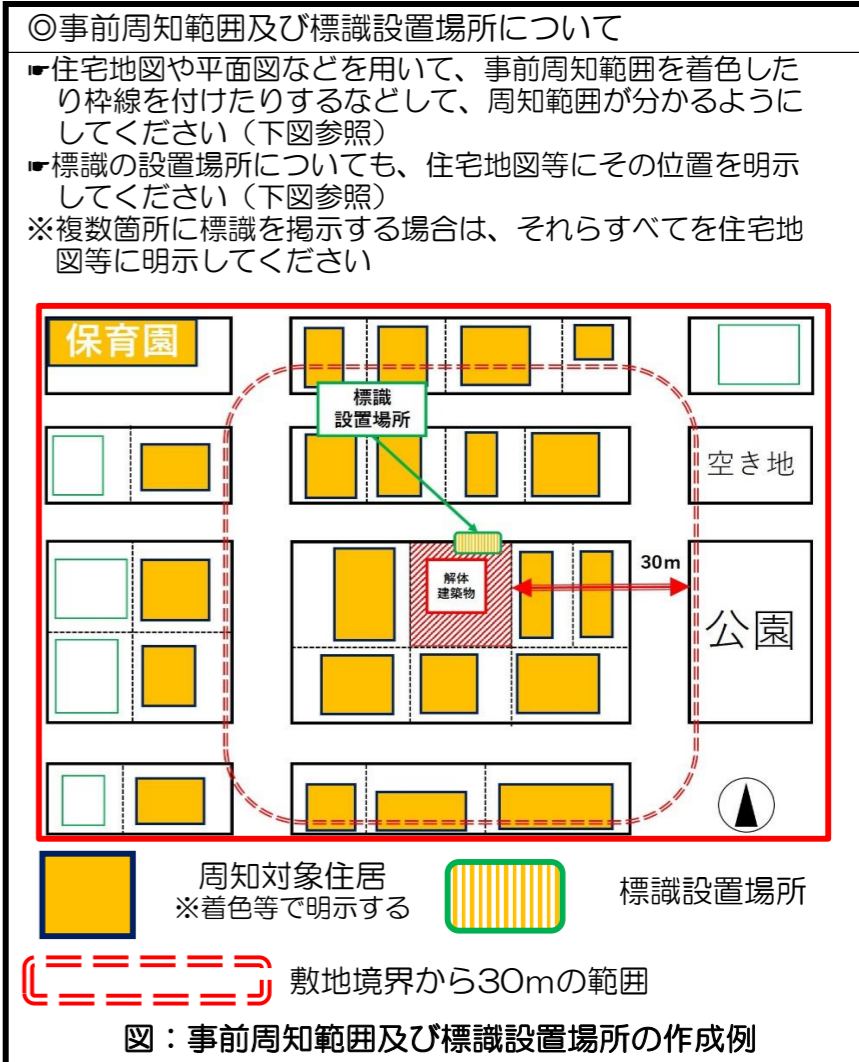 ◎事前周知範囲及び標識設置場所について
☛住宅地図や平面図などを用いて、事前周知範囲を着色した
り枠線を付けたりするなどして、周知範囲が分かるように
してください（下図参照）
☛標識の設置場所についても、住宅地図等にその位置を明示
してください（下図参照）
※複数箇所に標識を掲示する場合は、それらすべてを住宅地
図等に明示してください
保育園
標識
設置場所
空き地
解体
建築物
30m
公園
周知対象住居
※着色等で明示する
標識設置場所
敷地境界から30mの範囲
図：事前周知範囲及び標識設置場所の作成例